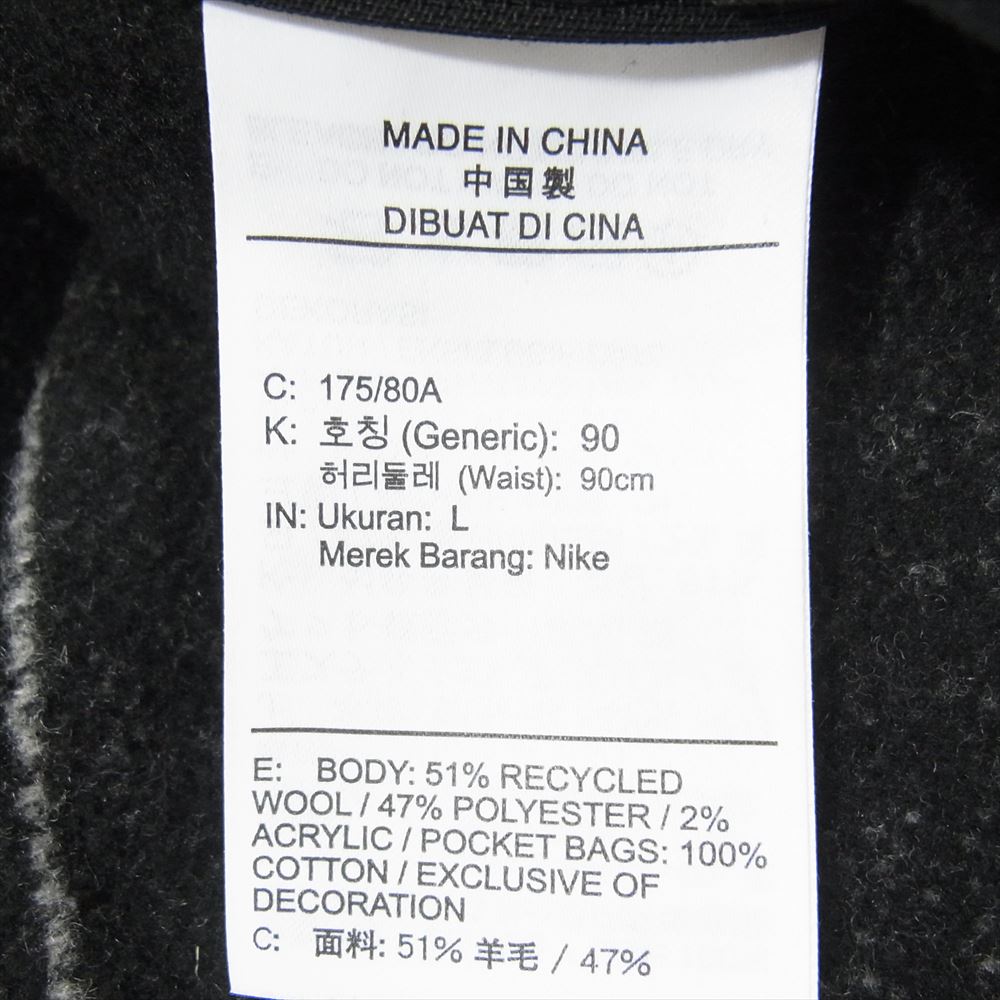 MADE IN CHINA
中国製
DIBUAT DI CINA
C: 175/80A
K: 호칭 (Generic): 90
허리둘레 (Waist): 90cm
IN: Ukuran: L
Merek Barang: Nike
E: BODY: 51% RECYCLED
WOOL / 47% POLYESTER / 2%
ACRYLIC / POCKET BAGS: 100%
COTTON / EXCLUSIVE OF
DECORATION
C: 面料: 51% 羊毛 / 47%